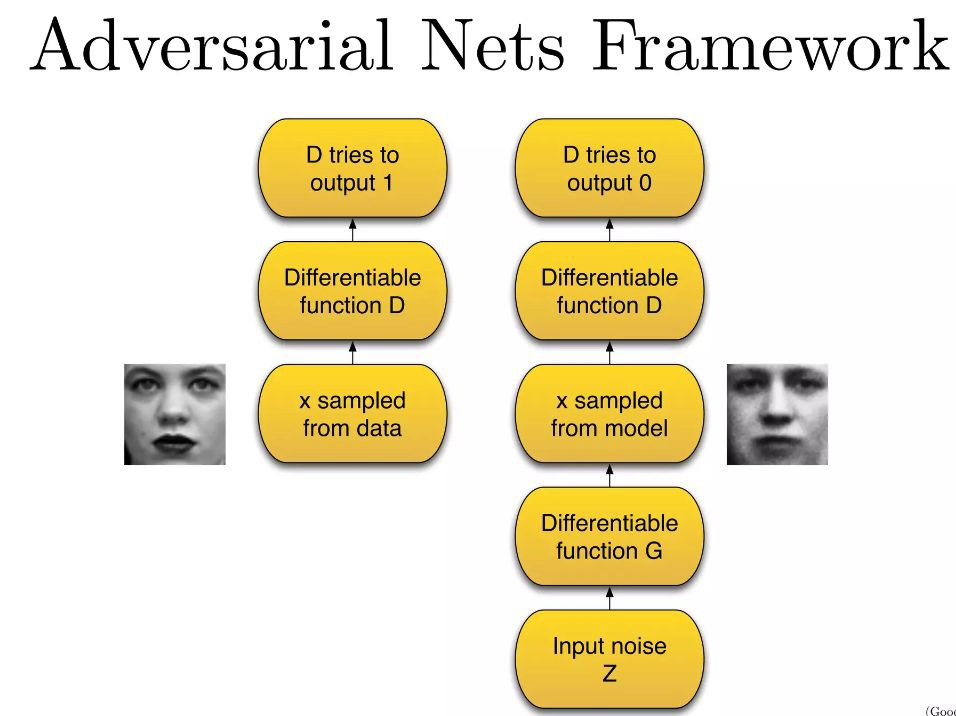 Adversarial Nets Framework
D tries to
output 1
D tries to
output 0
Differentiable
function D
Differentiable
function D
x sampled
from data
x sampled
from model
Differentiable
function G
Input noise
Z
(Goo